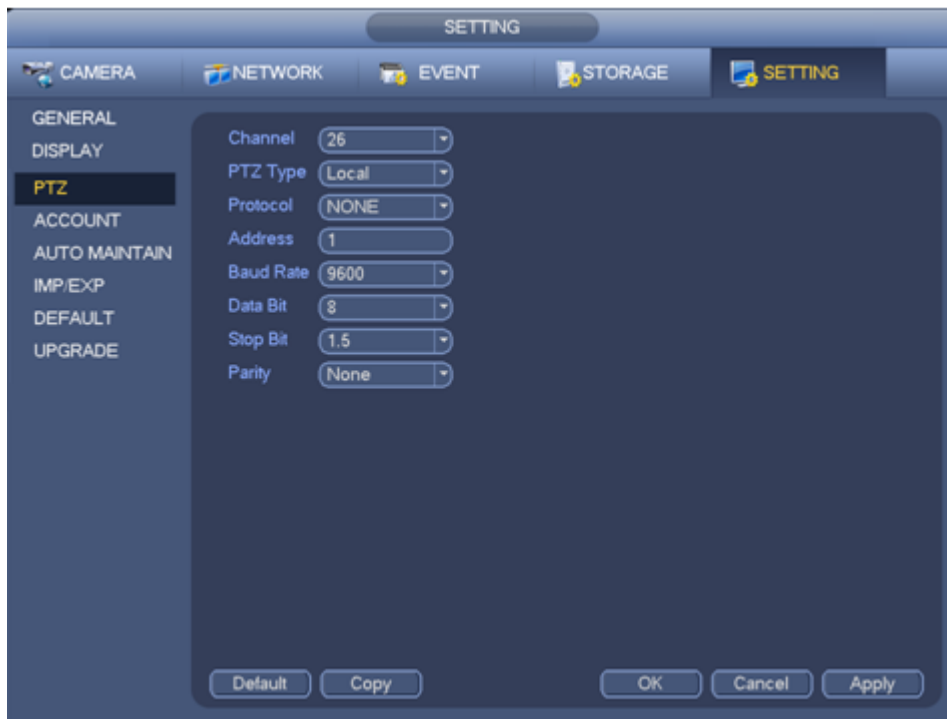 SETTING
CAMERA NETWORK EVENT STORAGE SETTING
GENERAL
DISPLAY
PTZ
ACCOUNT
AUTO MAINTAIN
IMP/EXP
DEFAULT
UPGRADE
Channel 26
PTZ Type Local
Protocol NONE
Address 1
Baud Rate 9600
Data Bit 8
Stop Bit 1.5
Parity None
Default Copy OK Cancel Apply